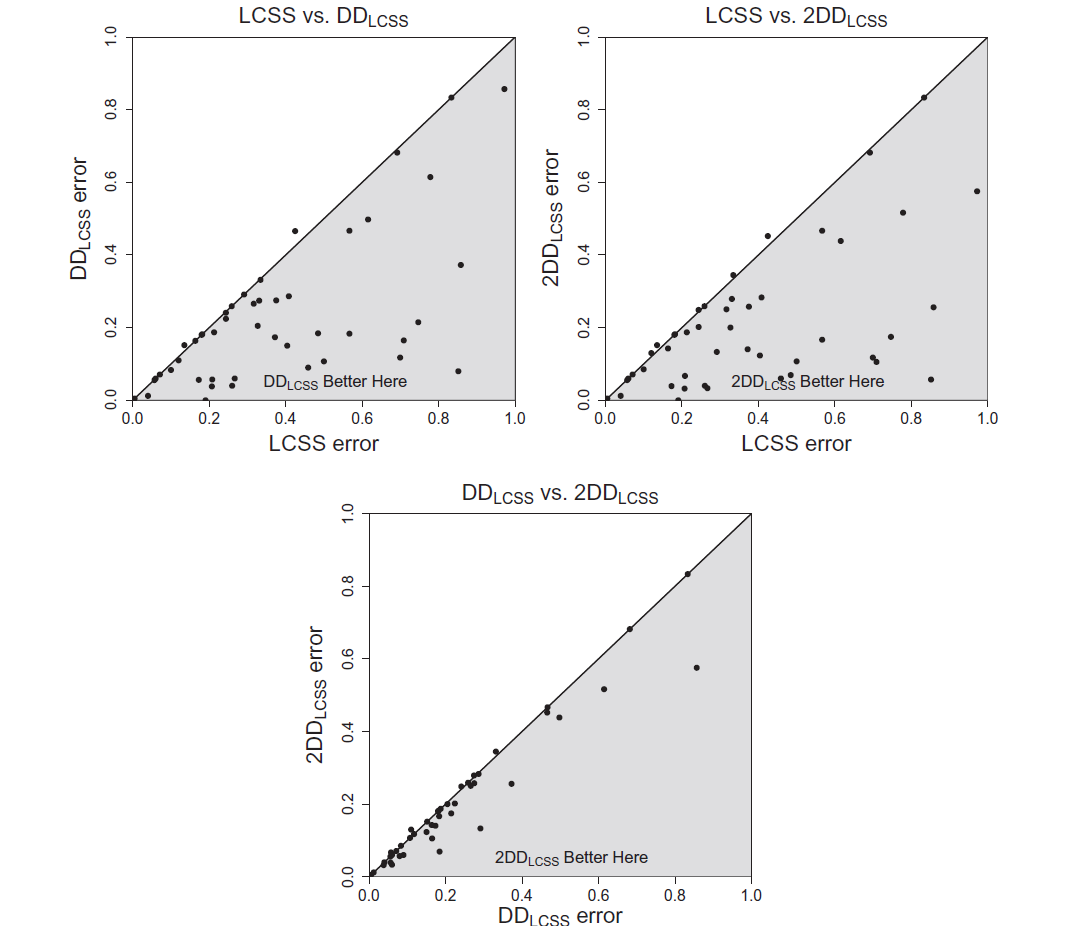 LCSS vs. DDLCSS
LCSS vs. 2DDLCSS
1.0
0.8
0.6
0.4
0.2
0.0
DDLCSS error
DDLCSS Better Here
0.0 0.2 0.4 0.6 0.8 1.0
LCSS error
1.0
0.8
0.6
0.4
0.2
0.0
2DDLCSS error
2DDLCSS Better Here
0.0 0.2 0.4 0.6 0.8 1.0
LCSS error
DDLCSS vs. 2DDLCSS
1.0
0.8
0.6
0.4
0.2
0.0
2DDLCSS error
2DDLCSS Better Here
0.0 0.2 0.4 0.6 0.8 1.0
DDLCSS error